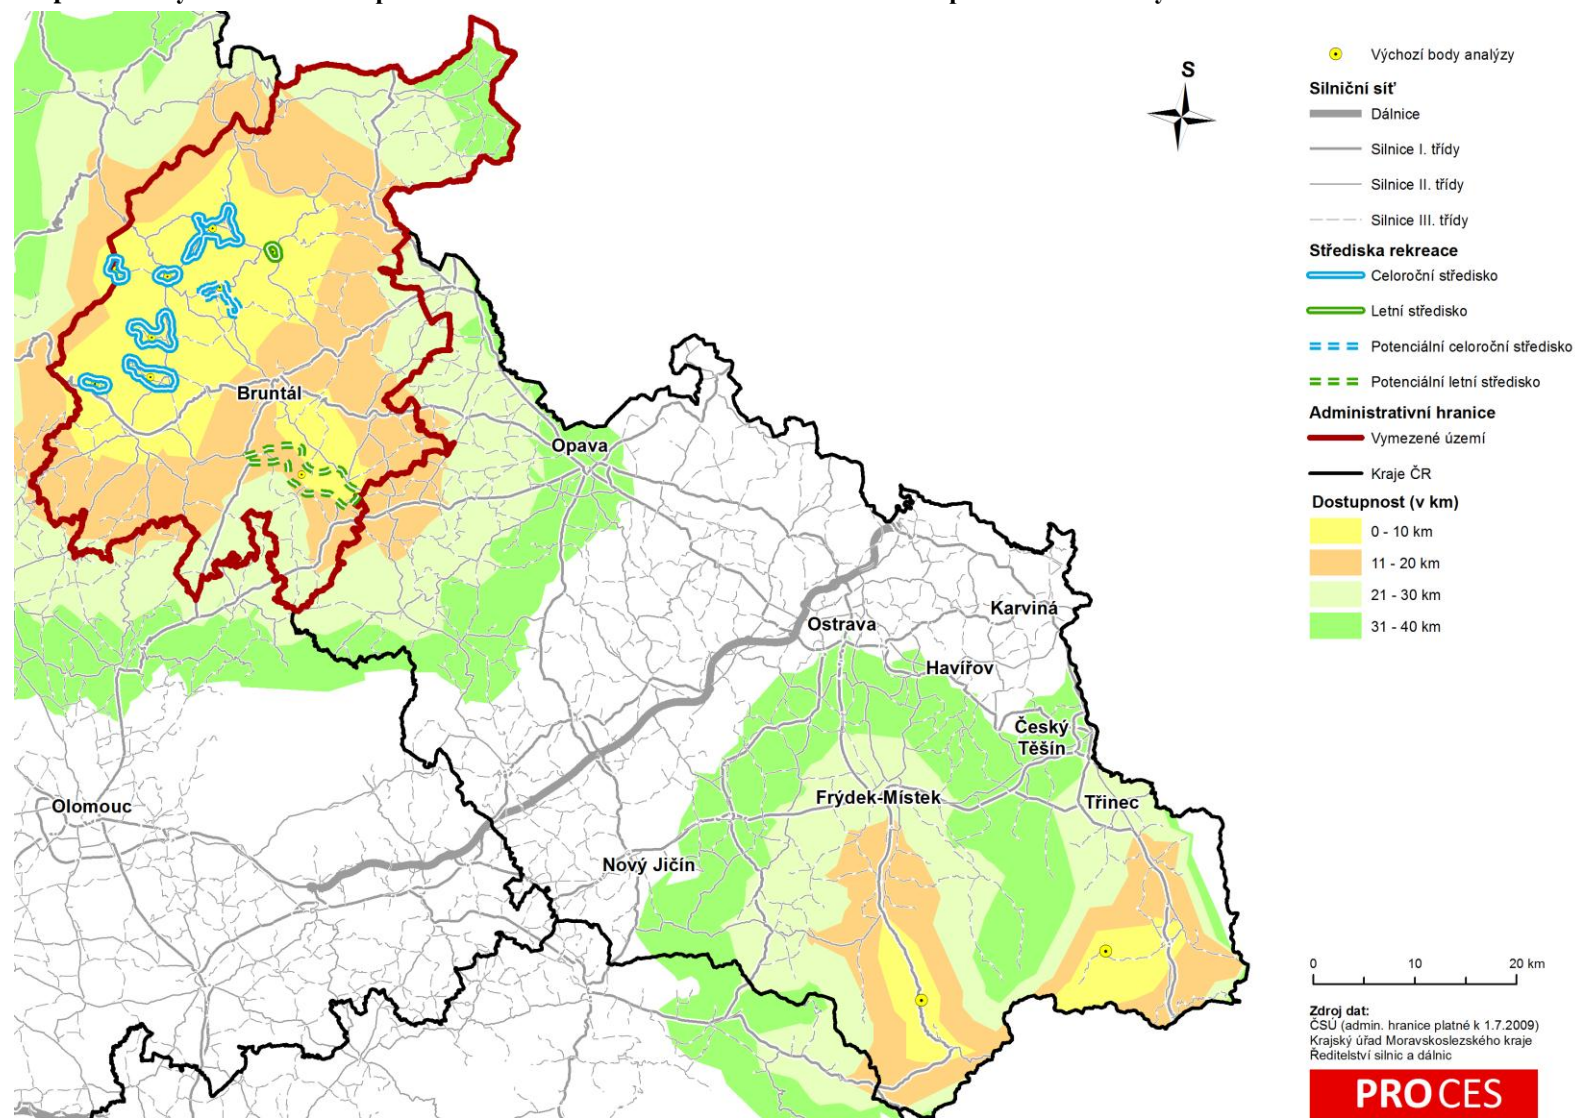 S
Bruntál
Opava
Ostrava
Karviná
Havířov
Český
Těšín
Třinec
Frýdek-Místek
Nový Jičín
Olomouc
Výchozí body analýzy
Silniční síť
Dálnice
Silnice I. třídy
Silnice II. třídy
Silnice III. třídy
Střediska rekreace
Celoroční středisko
Letní středisko
Potenciální celoroční středisko
Potenciální letní středisko
Administrativní hranice
Vymezené území
Kraje ČR
Dostupnost (v km)
0 - 10 km
11 - 20 km
21 - 30 km
31 - 40 km
0 10 20 km
Zdroj dat:
ČSÚ (admin. hranice platné k 1.7.2009)
Krajský úřad Moravskoslezského kraje
Ředitelství silnic a dálnic
PROCES